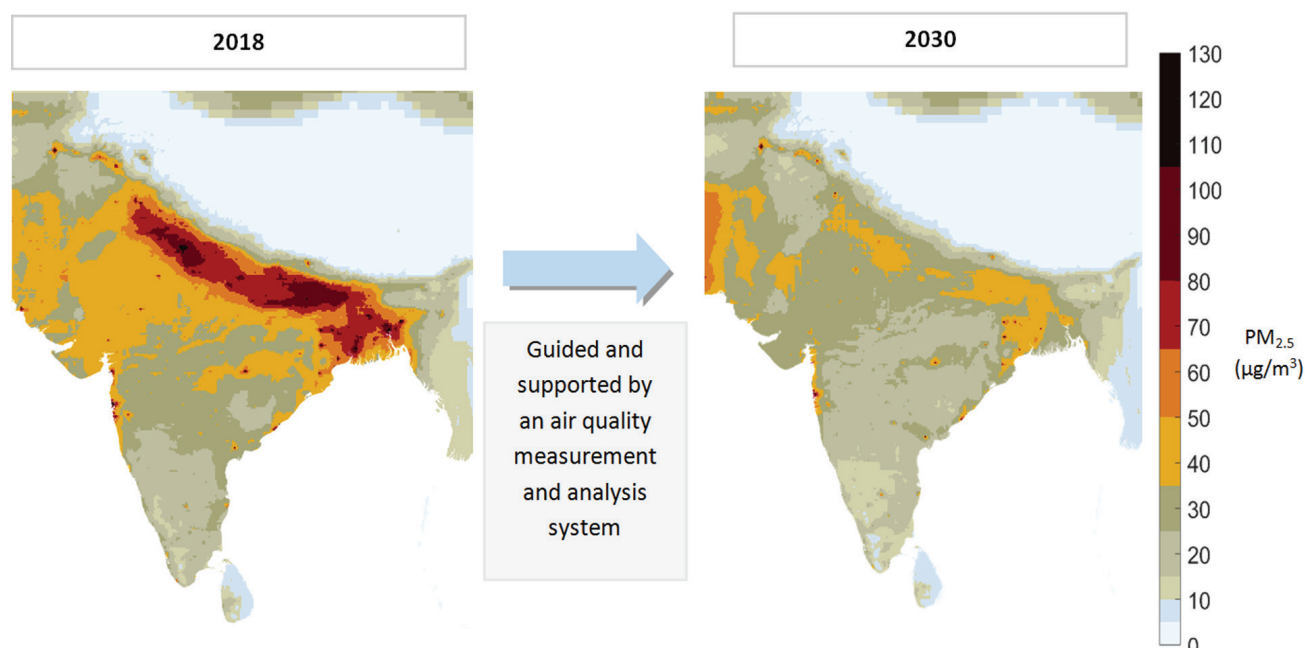 2018
2030
Guided and
supported by
an air quality
measurement
and analysis
system
130
120
110
100
90
80
70
60
50
40
30
20
10
0
PM2.5
(µg/m³)